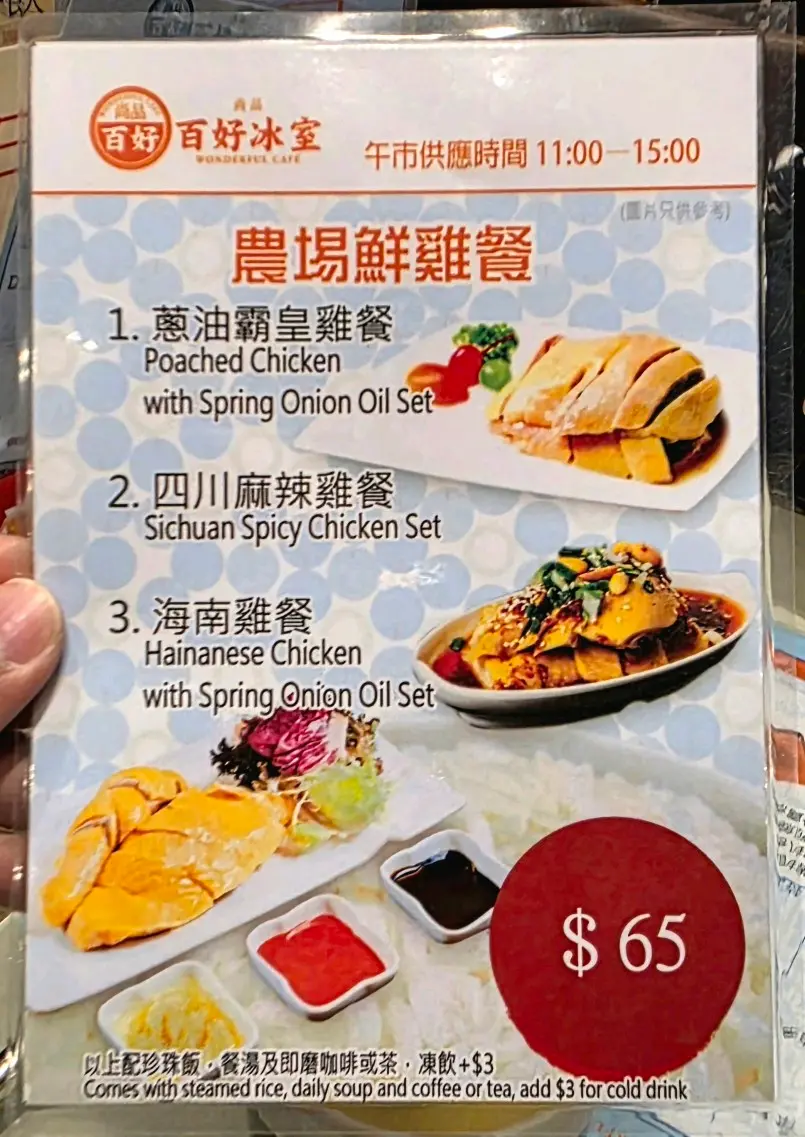 尚品
百好
尚品
百好冰室
WONDERFUL CAFE
午市供應時間 11:00—15:00
(圖片只供參考)
農場鮮雞餐
1. 蔥油霸皇雞餐
Poached Chicken
with Spring Onion Oil Set
2. 四川麻辣雞餐
Sichuan Spicy Chicken Set
3. 海南雞餐
Hainanese Chicken
with Spring Onion Oil Set
$ 65
以上配珍珠飯，餐湯及即磨咖啡或茶，凍飲+$3
Comes with steamed rice, daily soup and coffee or tea, add $3 for cold drink